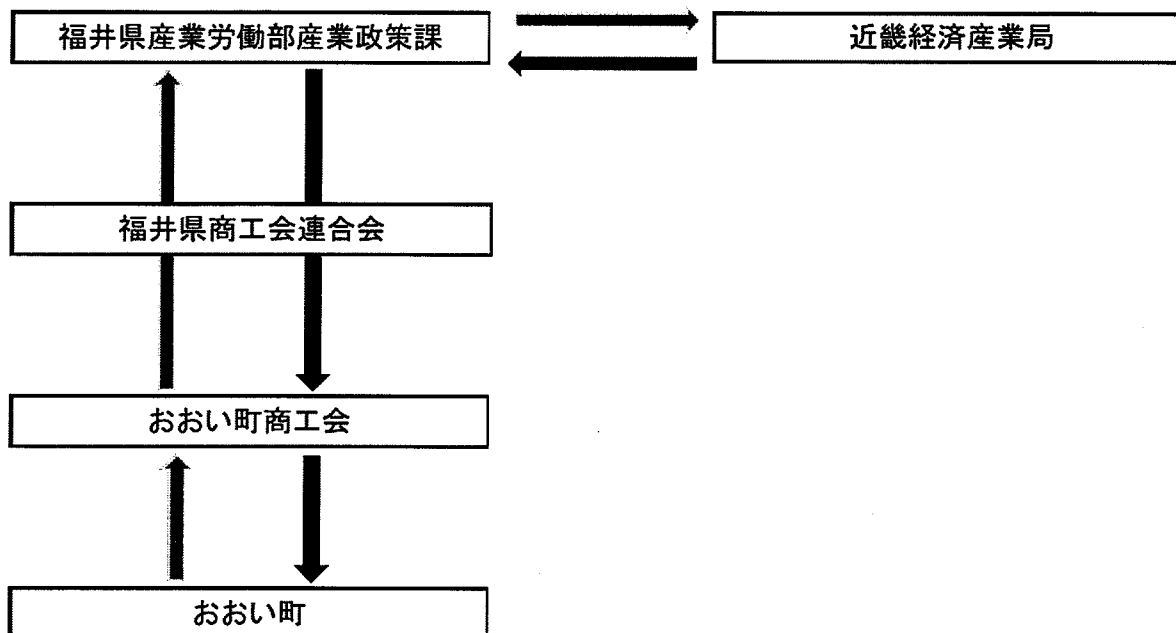 福井県産業労働部産業政策課
近畿経済産業局
福井県商工会連合会
おおい町商工会
おおい町